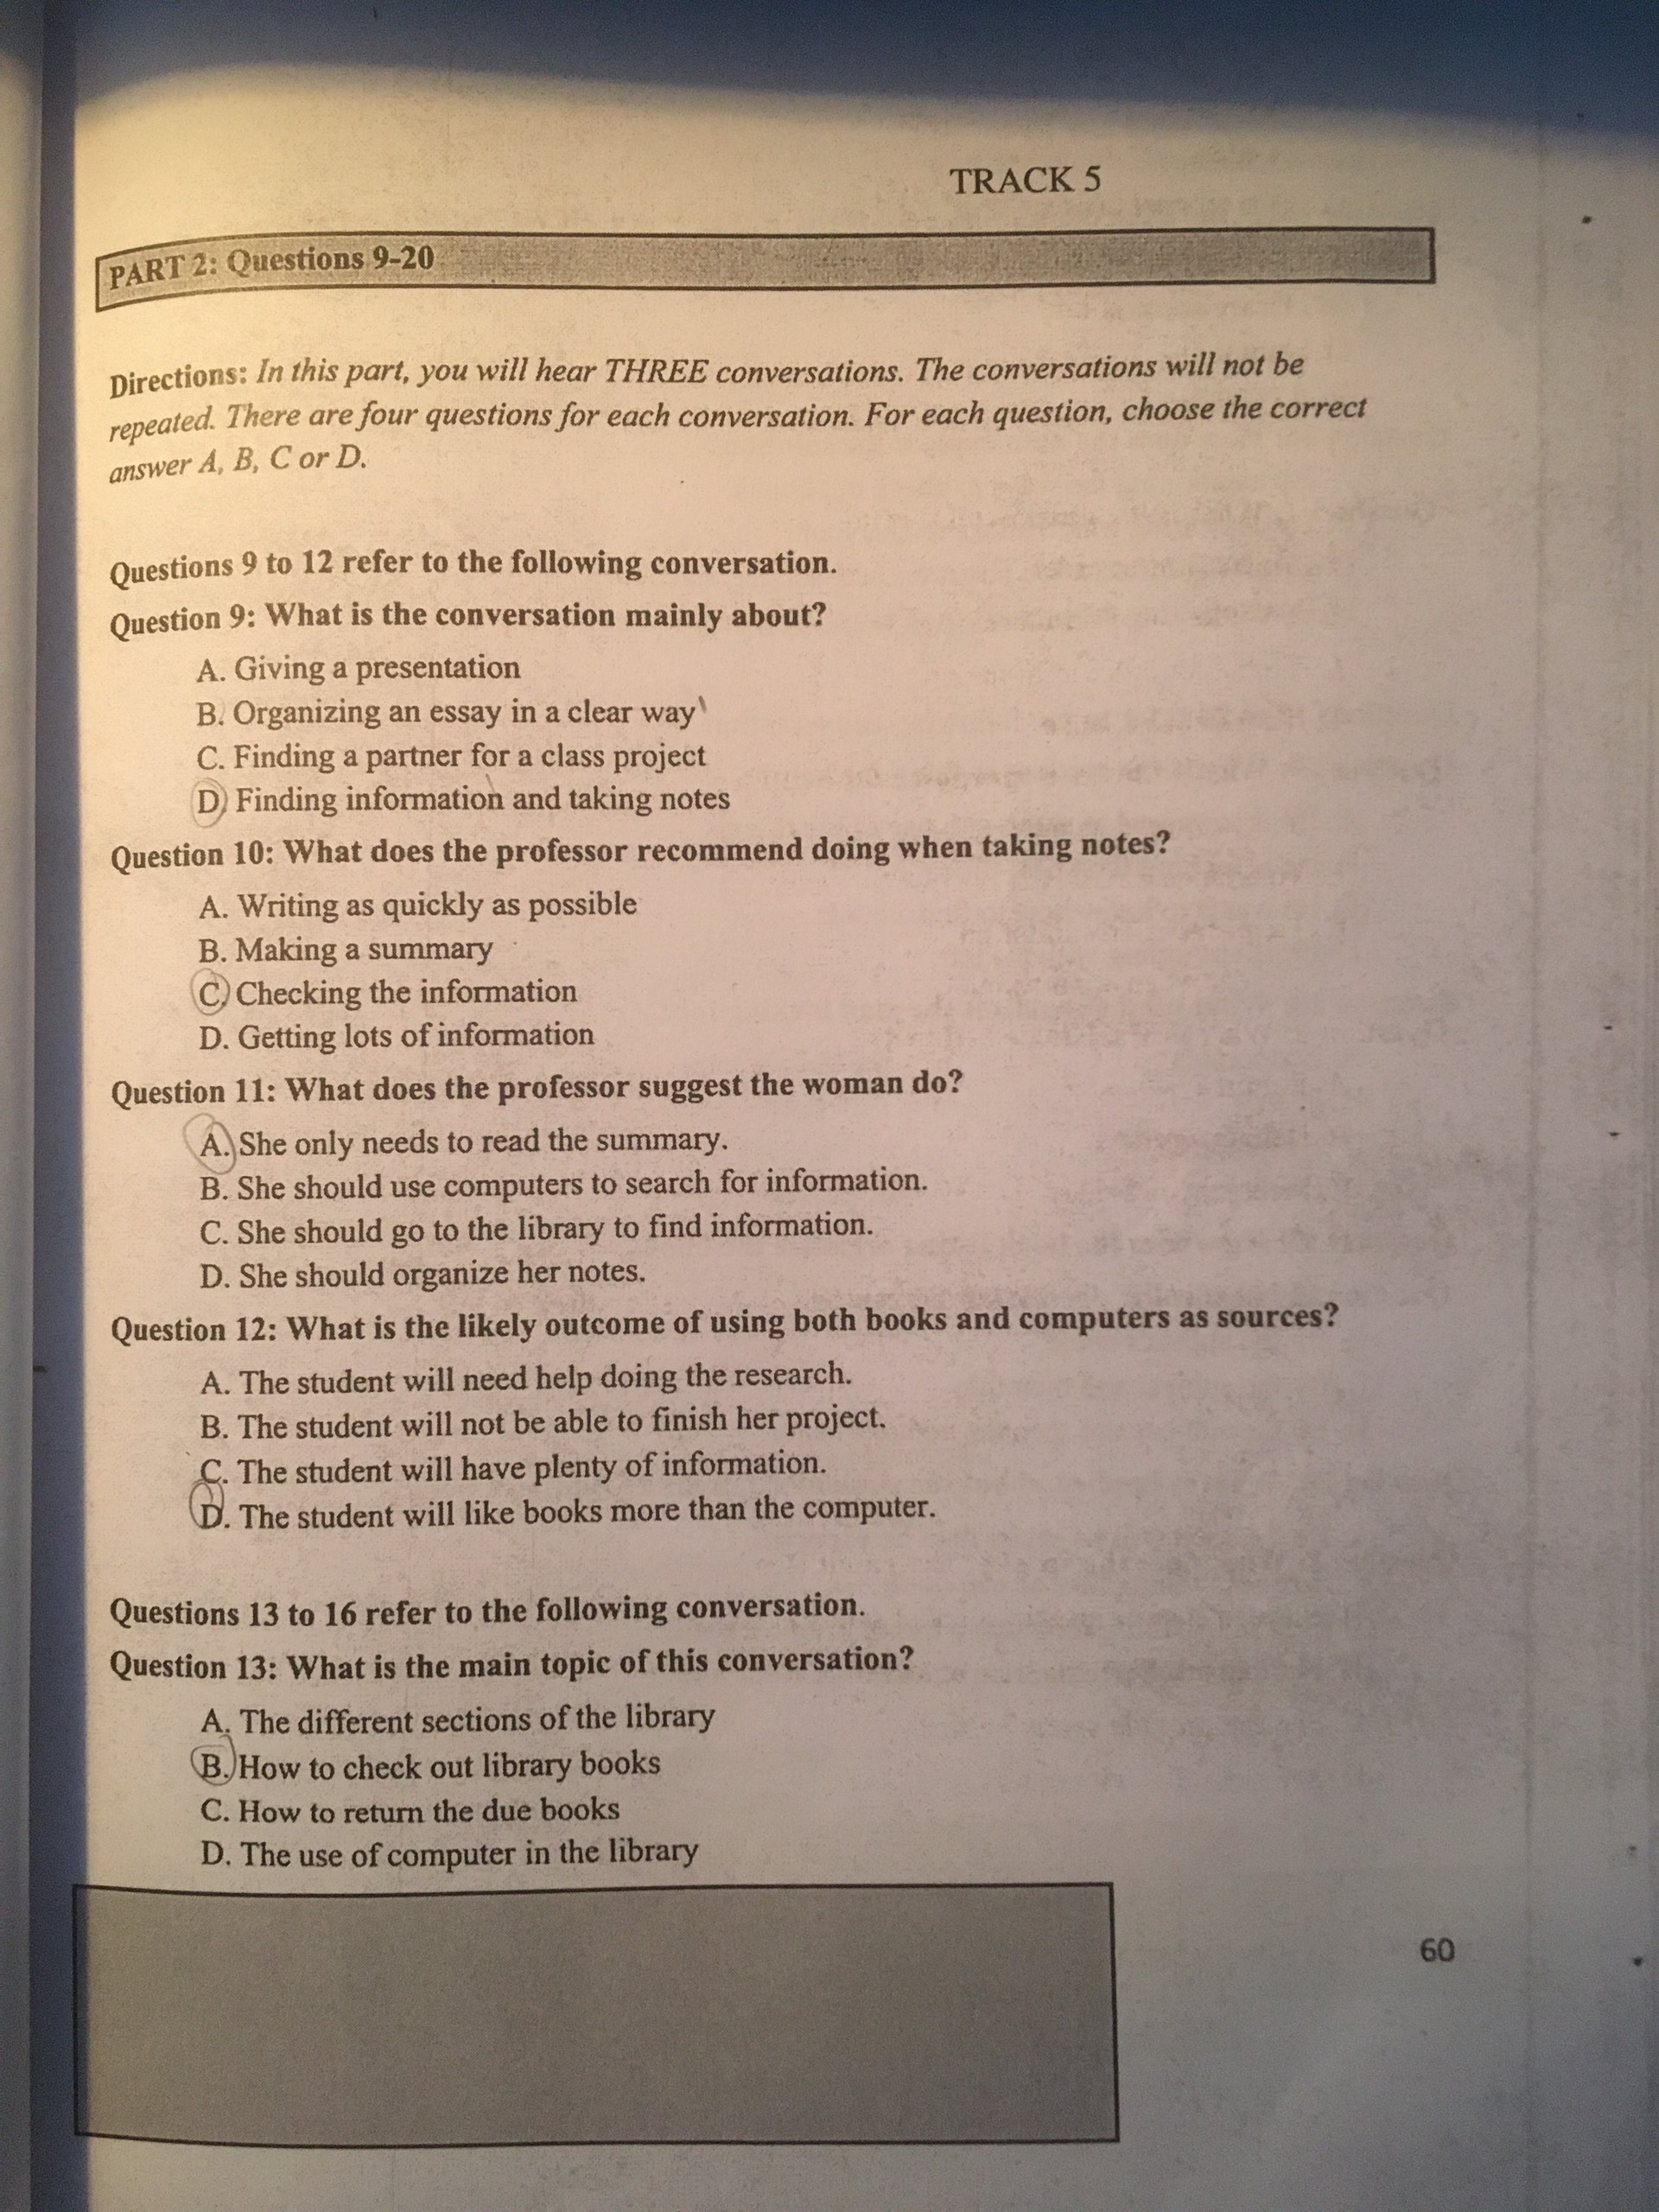 TRACK 5
PART 2: Questions 9-20
Directions: In this part, you will hear THREE conversations. The conversations will not be
repeated. There are four questions for each conversation. For each question, choose the correct
answer A, B, C or D.
Questions 9 to 12 refer to the following conversation.
Question 9: What is the conversation mainly about?
A. Giving a presentation
B. Organizing an essay in a clear way
C. Finding a partner for a class project
D. Finding information and taking notes
Question 10: What does the professor recommend doing when taking notes?
A. Writing as quickly as possible
B. Making a summary
C. Checking the information
D. Getting lots of information
Question 11: What does the professor suggest the woman do?
A. She only needs to read the summary.
B. She should use computers to search for information.
C. She should go to the library to find information.
D. She should organize her notes.
Question 12: What is the likely outcome of using both books and computers as sources?
A. The student will need help doing the research.
B. The student will not be able to finish her project.
C. The student will have plenty of information.
D. The student will like books more than the computer.
Questions 13 to 16 refer to the following conversation.
Question 13: What is the main topic of this conversation?
A. The different sections of the library
B. How to check out library books
C. How to return the due books
D. The use of computer in the library
60